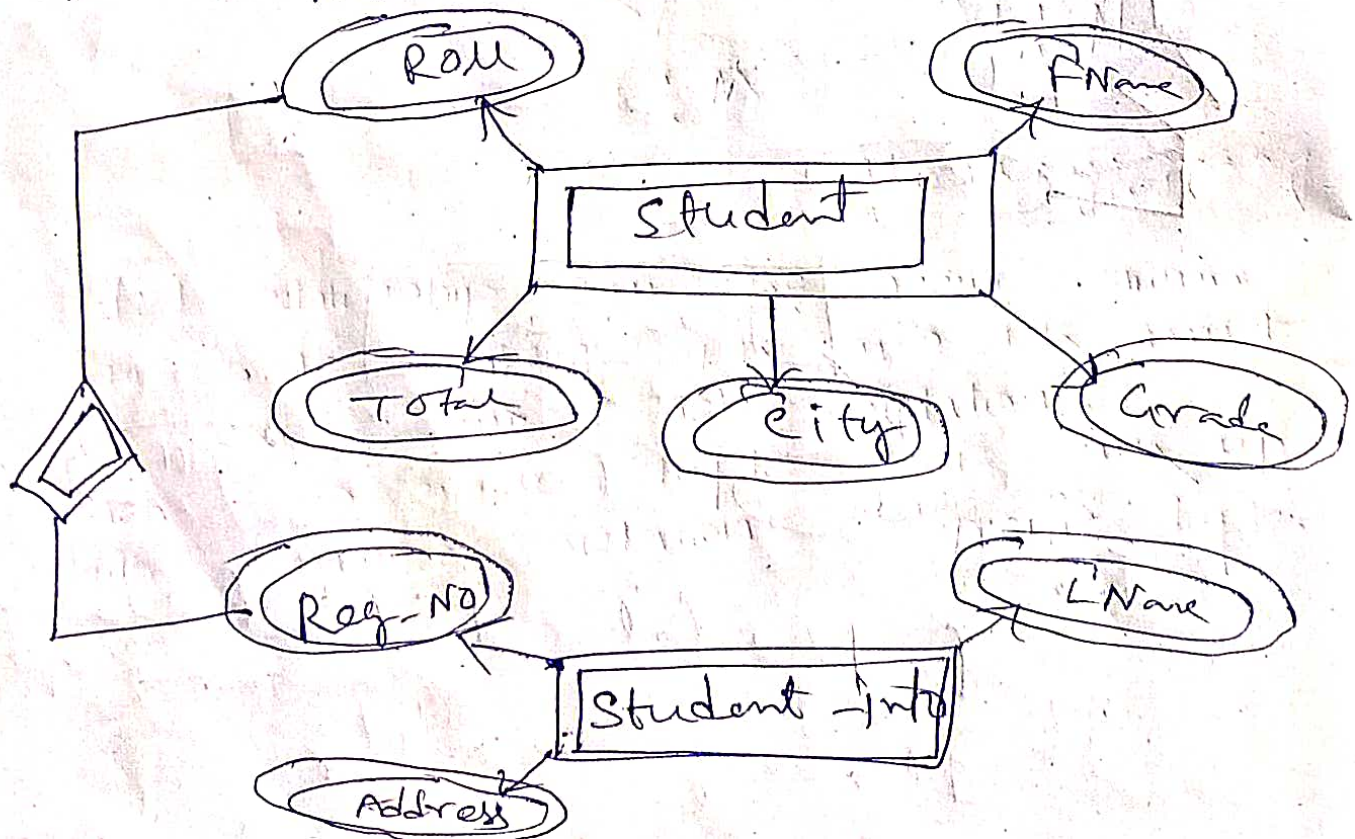 Roll
FName
Student
Total
City
Grade
Reg_No
LName
Student_info
Address